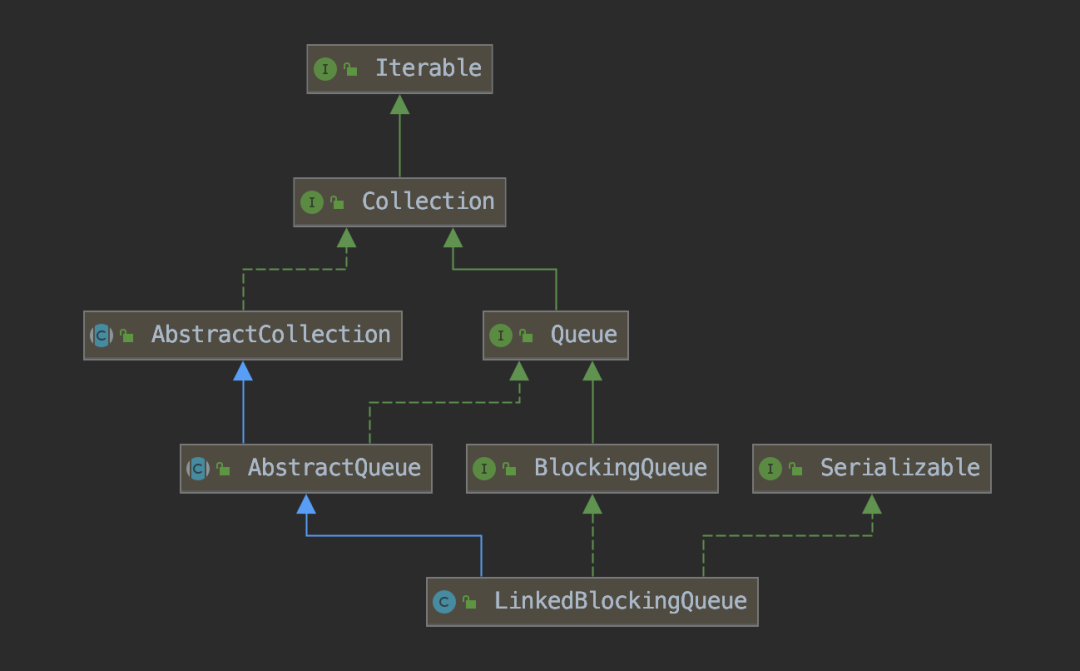 I Iterable
I Collection
C AbstractCollection
I Queue
C AbstractQueue
I BlockingQueue
I Serializable
C LinkedBlockingQueue